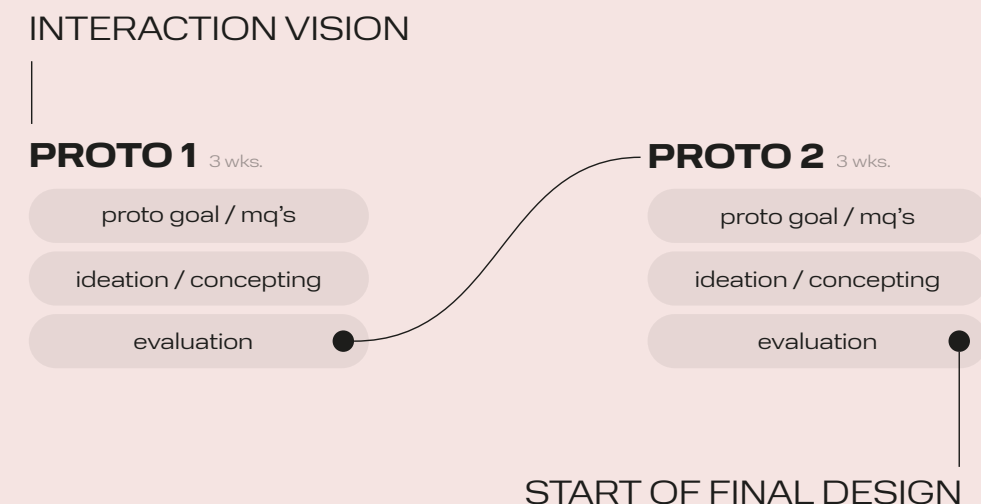 INTERACTION VISION
PROTO 1 3 wks.
proto goal / mq’s
ideation / concepting
evaluation
PROTO 2 3 wks.
proto goal / mq’s
ideation / concepting
evaluation
START OF FINAL DESIGN